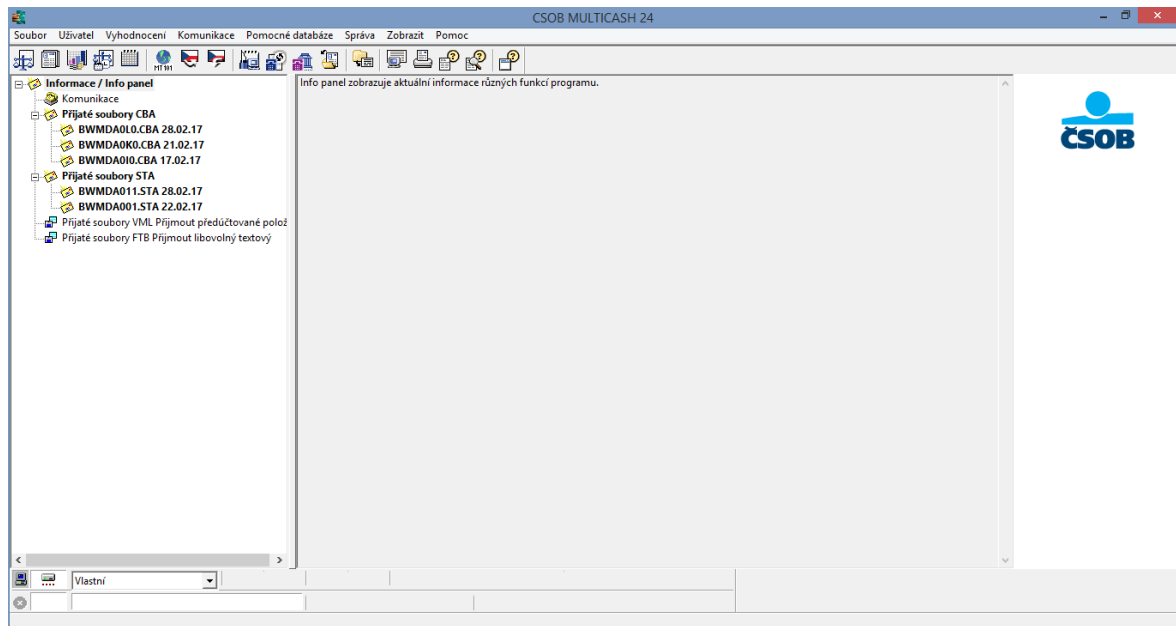 CSOB MULTICASH 24
Soubor Uživatel Vyhodnocení Komunikace Pomocné databáze Správa Zobrazit Pomoc
MT101
Informace / Info panel
Komunikace
Přijaté soubory CBA
BWMDA0L0.CBA 28.02.17
BWMDA0K0.CBA 21.02.17
BWMDA0I0.CBA 17.02.17
Přijaté soubory STA
BWMDA011.STA 28.02.17
BWMDA001.STA 22.02.17
Přijaté soubory VML Přijmout předúčtované polož
Přijaté soubory FTB Přijmout libovolný textový
Info panel zobrazuje aktuální informace různých funkcí programu.
ČSOB
Vlastní